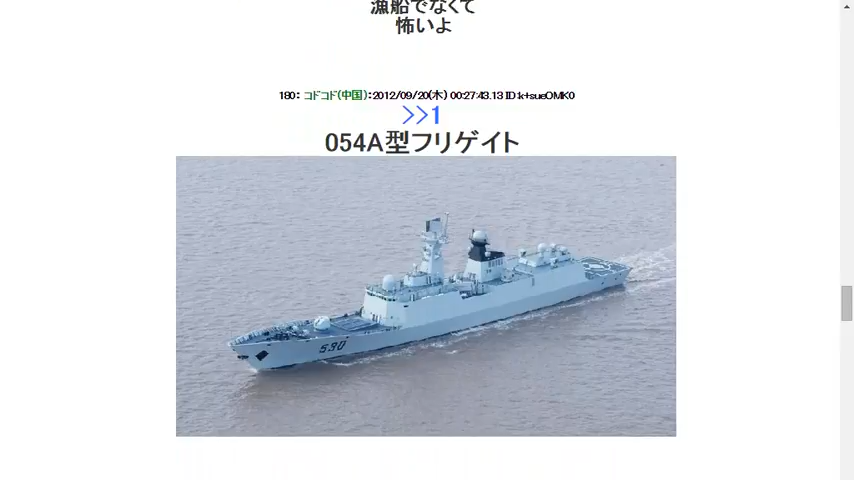 漁船でなくて
怖いよ
180: コドコド(中国):2012/09/20(木) 00:27:43.13 ID:k+sueOMK0
>>1
054A型フリゲイト
530